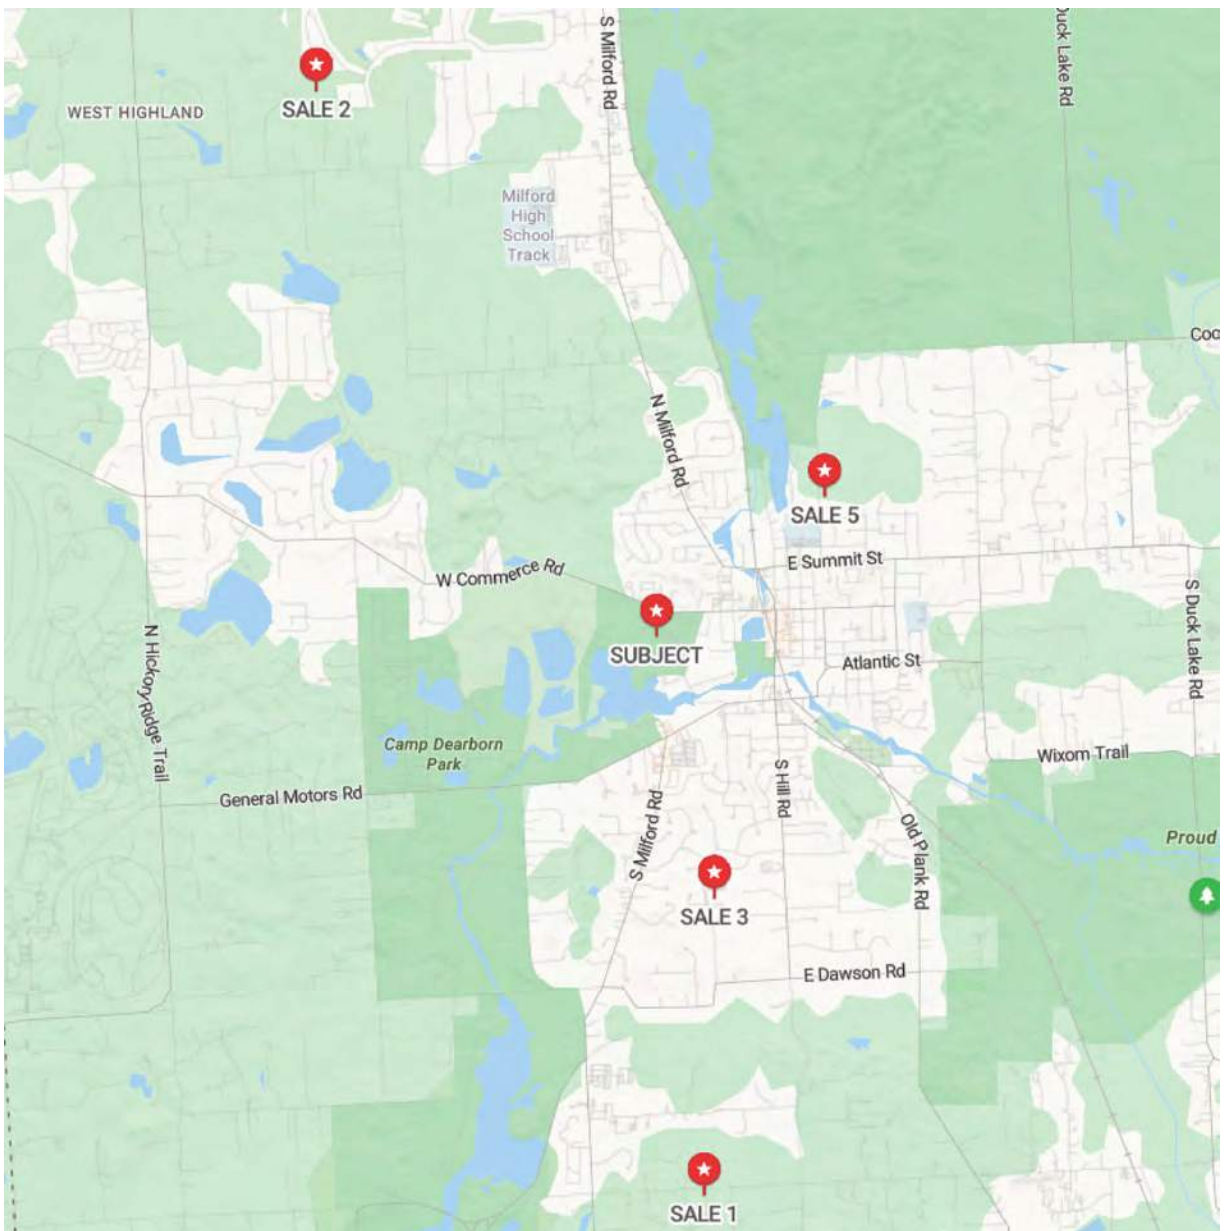 S Milford Rd
Duck Lake Rd
SALE 2
WEST HIGHLAND
Milford
High
School
Track
Coo
N Milford Rd
SALE 5
E Summit St
W Commerce Rd
S Duck Lake Rd
SUBJECT
N Hickory Ridge Trail
Atlantic St
Camp Dearborn
Park
Wixom Trail
General Motors Rd
S Hill Rd
S Milford Rd
Old Plank Rd
Proud
SALE 3
E Dawson Rd
SALE 1